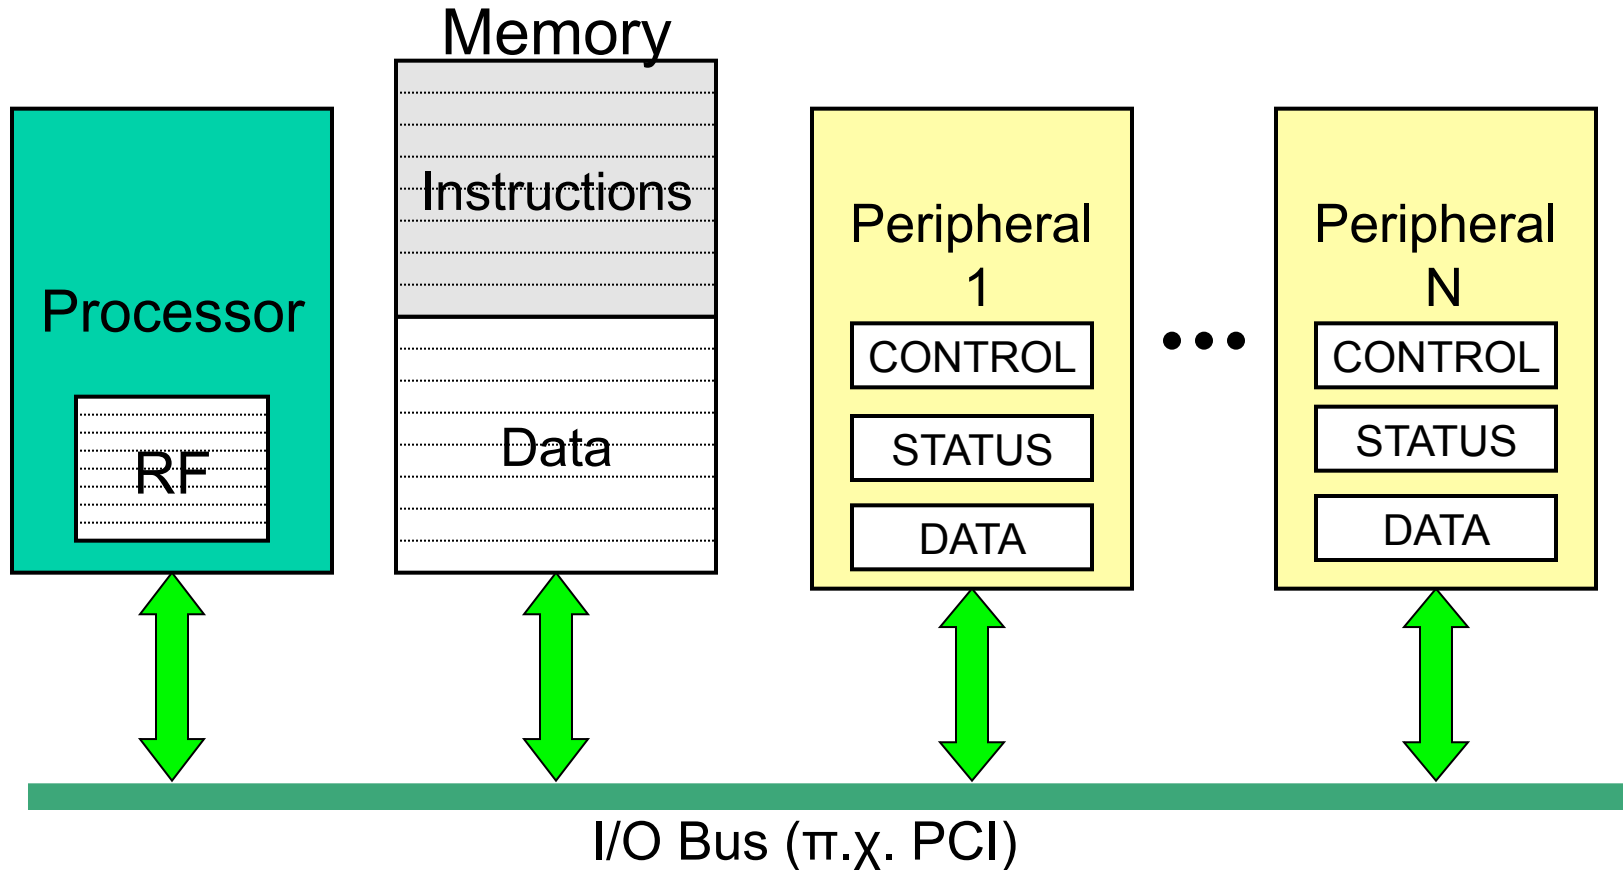 Memory
Instructions
Data
Processor
RF
Peripheral
1
CONTROL
STATUS
DATA
Peripheral
N
CONTROL
STATUS
DATA
I/O Bus (π.χ. PCI)